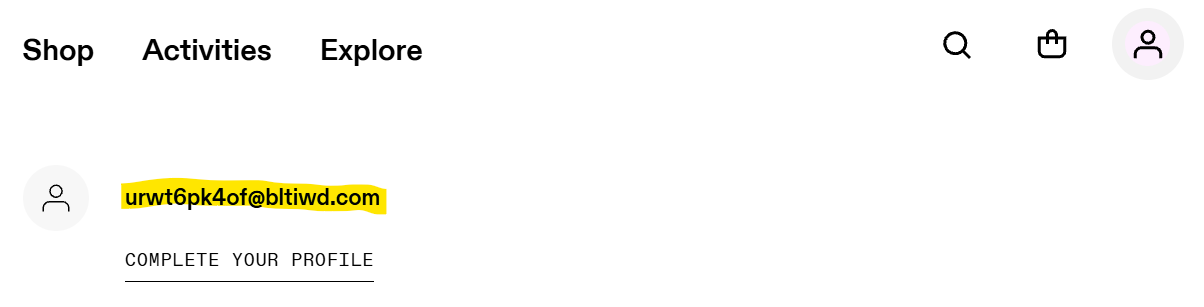 Shop Activities Explore
urwt6pk4of@bltiwd.com
COMPLETE YOUR PROFILE